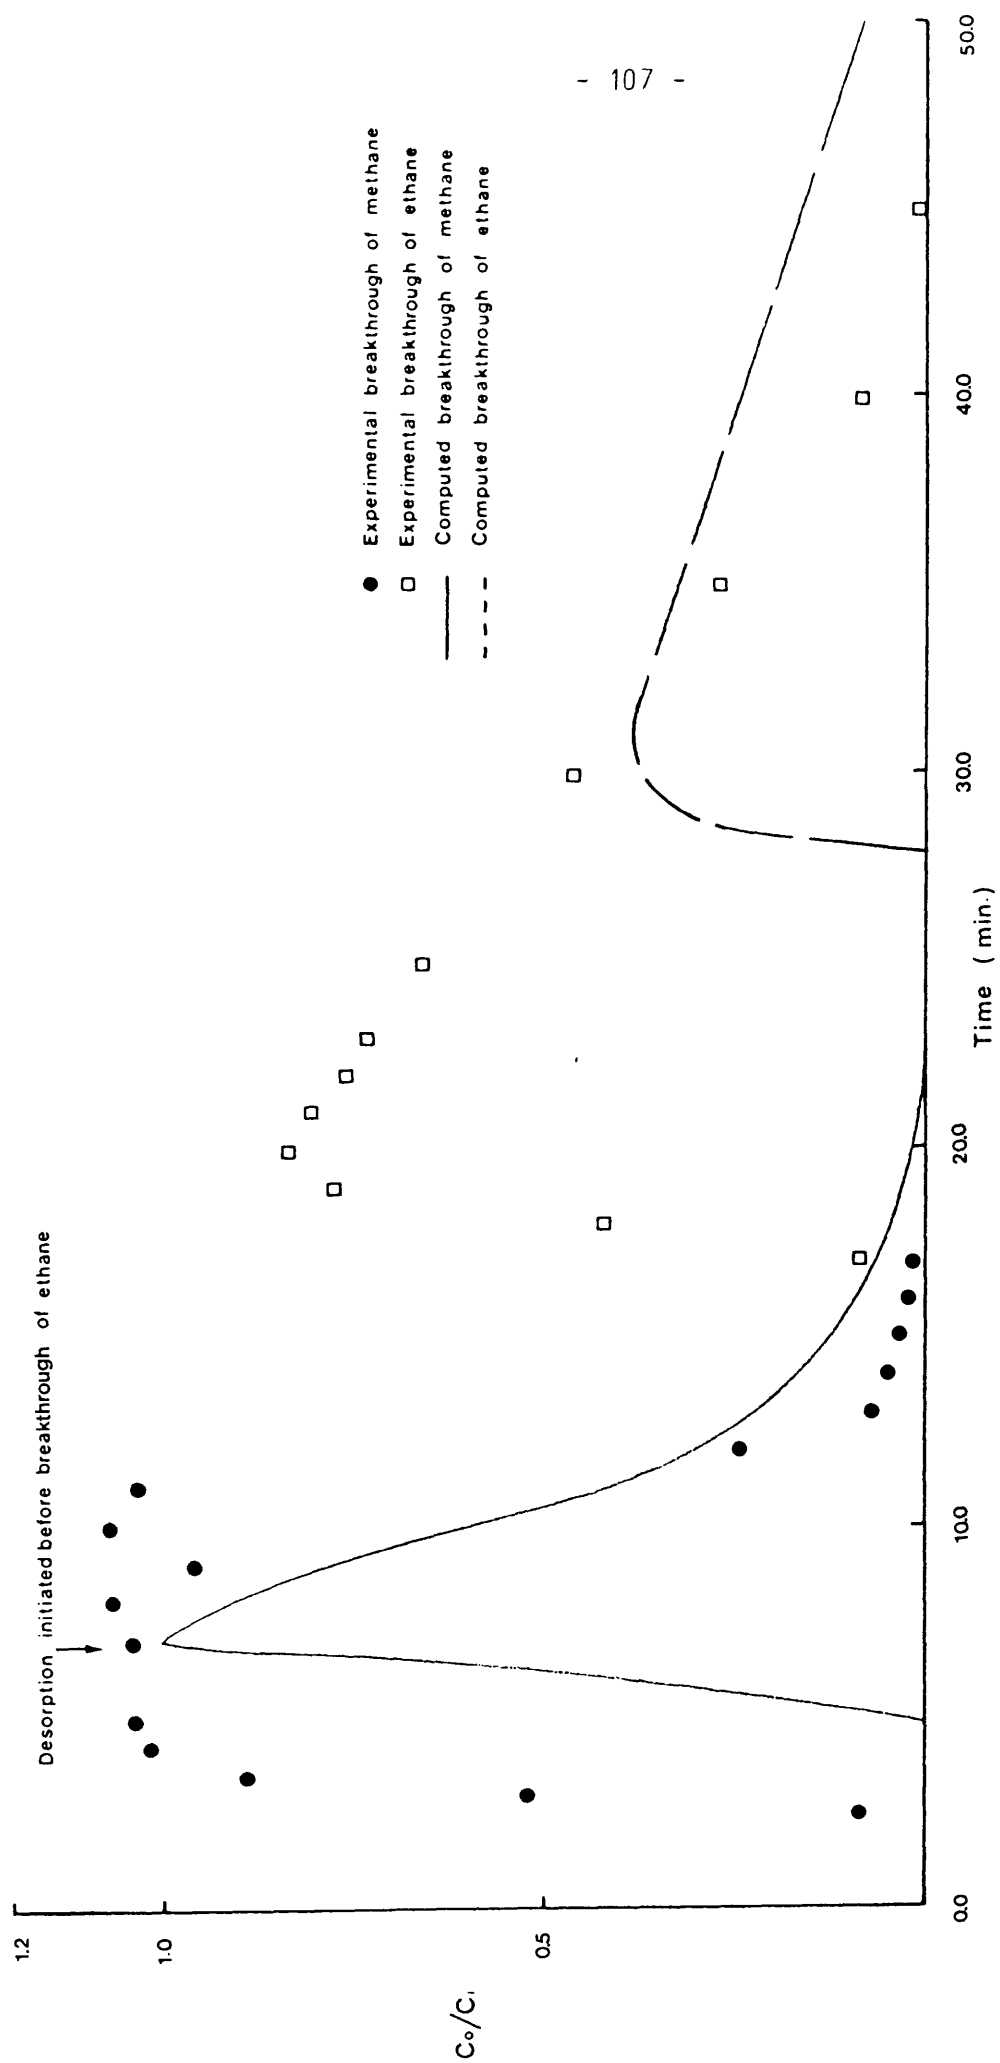 - 107 -
Desorption initiated before breakthrough of ethane
Experimental breakthrough of methane
Experimental breakthrough of ethane
Computed breakthrough of methane
Computed breakthrough of ethane
1.2
1.0
0.5
Co/Ci
0.0
10.0
20.0
30.0
40.0
50.0
Time (min.)